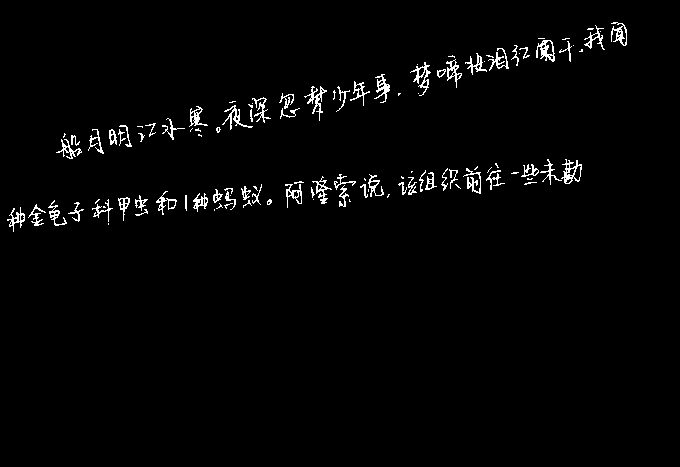 船月明江水寒。夜深忽梦少年事,梦啼妆泪红阑干,我闻
种金龟子科甲虫和1种蚂蚁。阿隆索说,该组织前往一些未勘